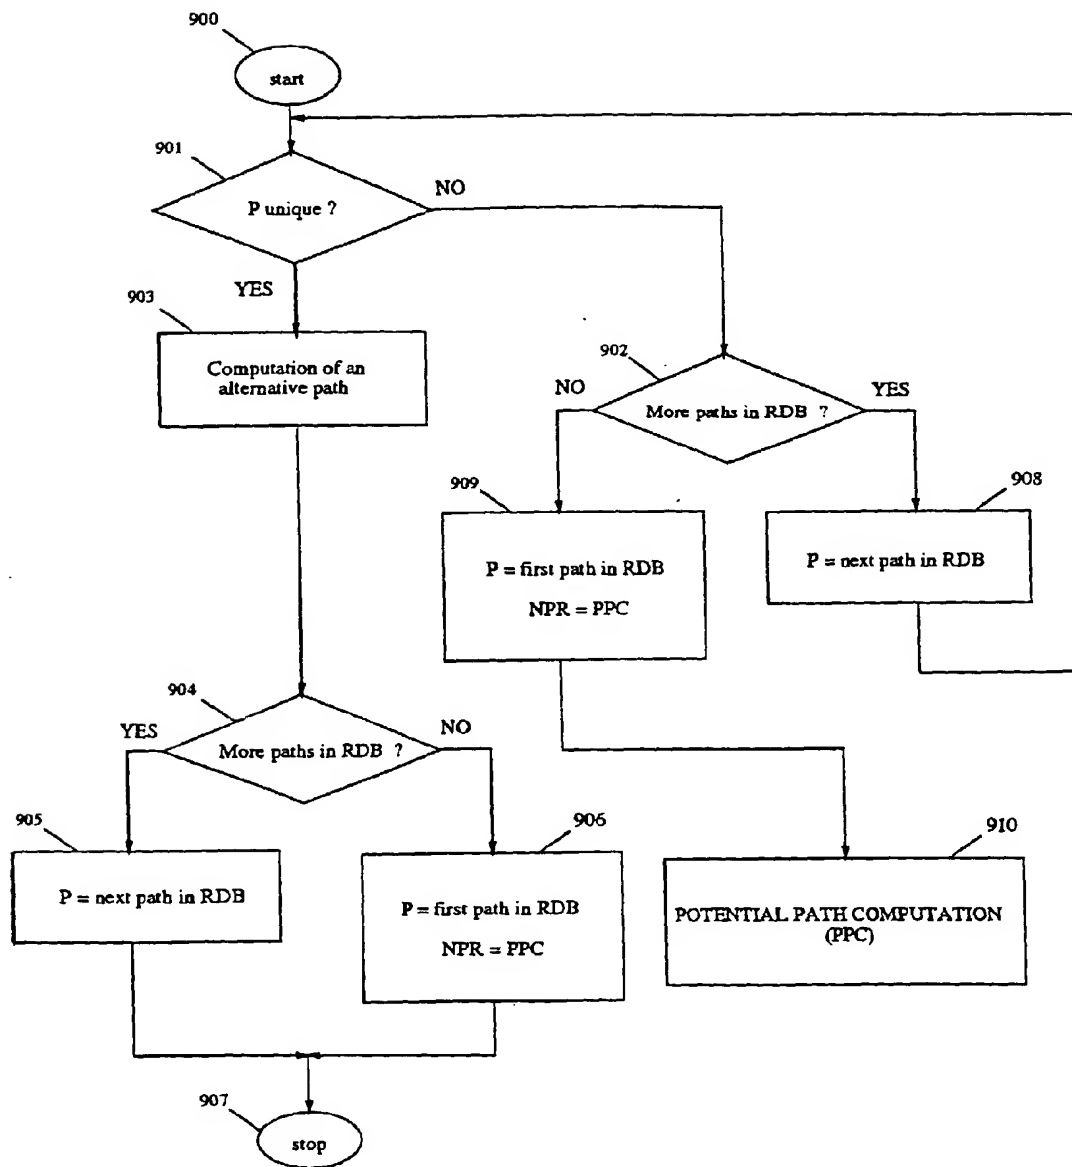 900
start
901
P unique ?
NO
YES
903
Computation of an
alternative path
902
NO
YES
More paths in RDB ?
909
908
P = first path in RDB
NPR = PPC
P = next path in RDB
904
YES
NO
More paths in RDB ?
905
906
910
P = next path in RDB
P = first path in RDB
NPR = PPC
POTENTIAL PATH COMPUTATION
(PPC)
907
stop